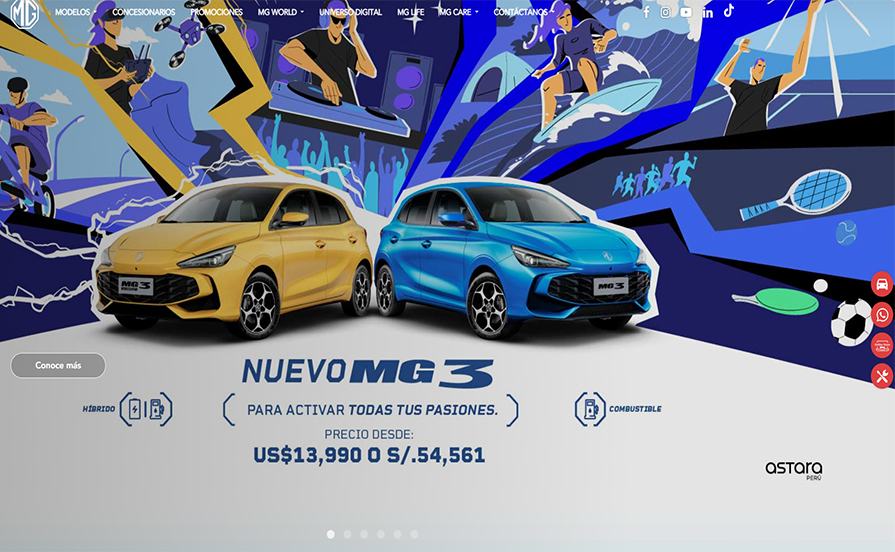 MG
MODELOS
CONCESIONARIOS
PROMOCIONES
MG WORLD
UNIVERSO DIGITAL
MG LIFE
MG CARE
CONTÁCTANOS
MG 3
MG 3
Conoce más
NUEVO MG 3
HÍBRIDO
PARA ACTIVAR TODAS TUS PASIONES.
COMBUSTIBLE
PRECIO DESDE:
US$13,990 O S/.54,561
astara
PERÚ